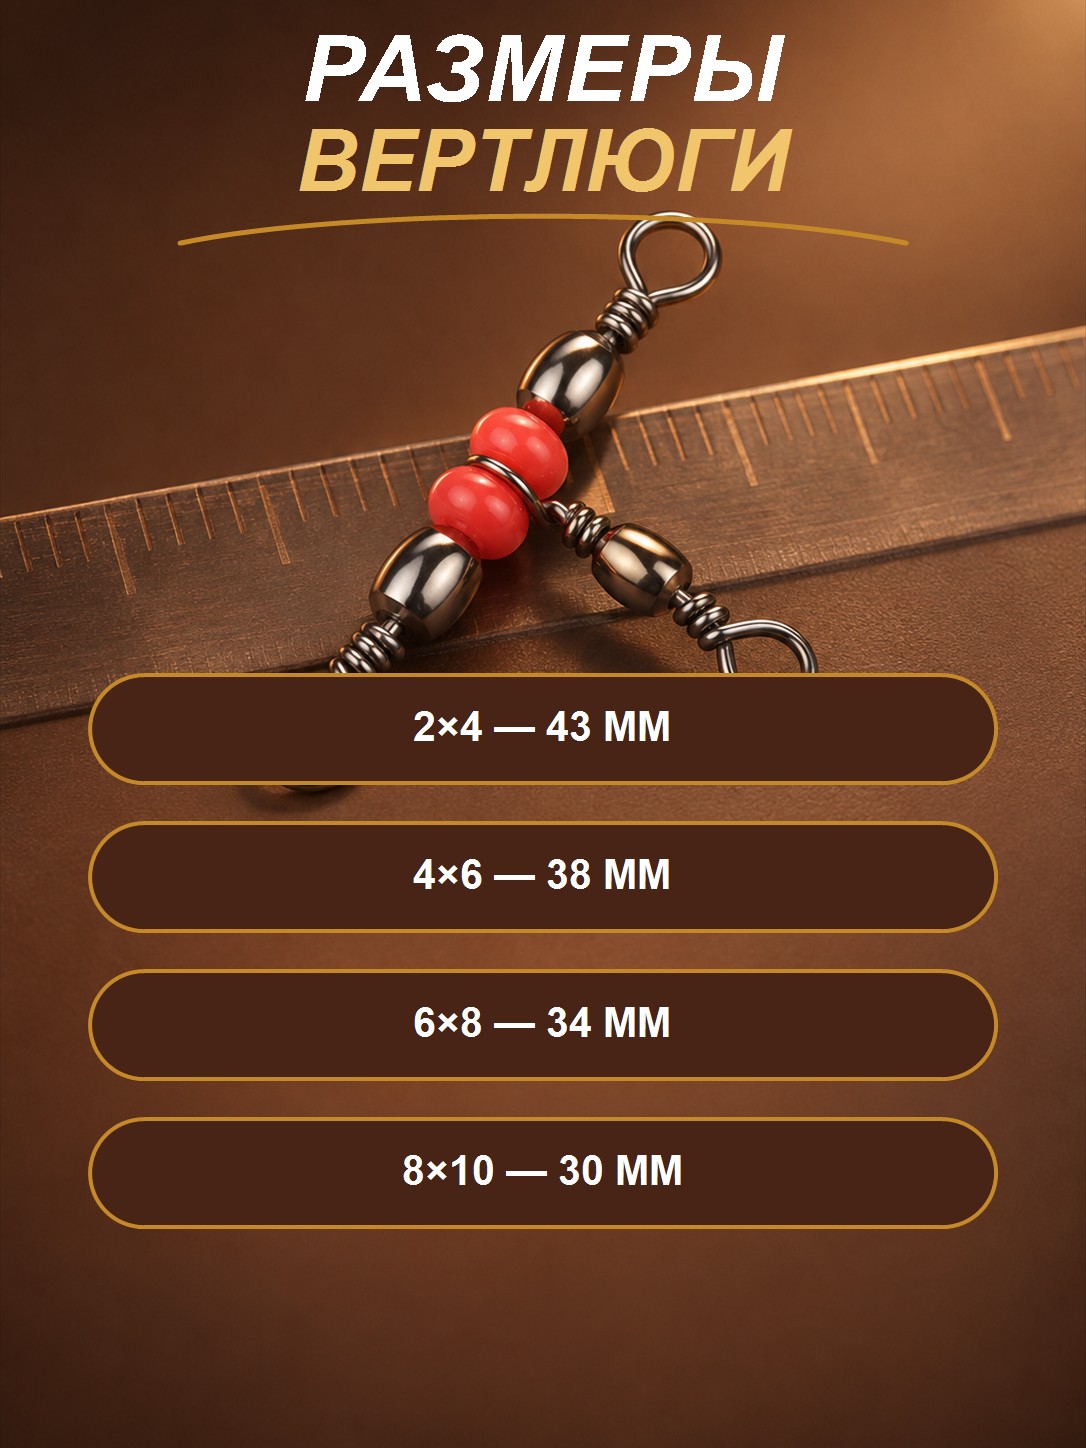 РАЗМЕРЫ
ВЕРТЛЮГИ
2×4 — 43 ММ
4×6 — 38 ММ
6×8 — 34 ММ
8×10 — 30 ММ